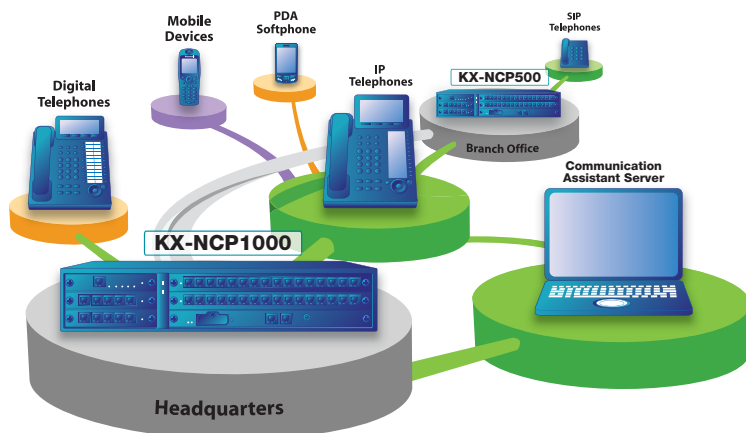 Mobile
Devices
PDA
Softphone
SIP
Telephones
IP
Telephones
KX-NCP500
Digital
Telephones
Branch Office
Communication
Assistant Server
KX-NCP1000
Headquarters